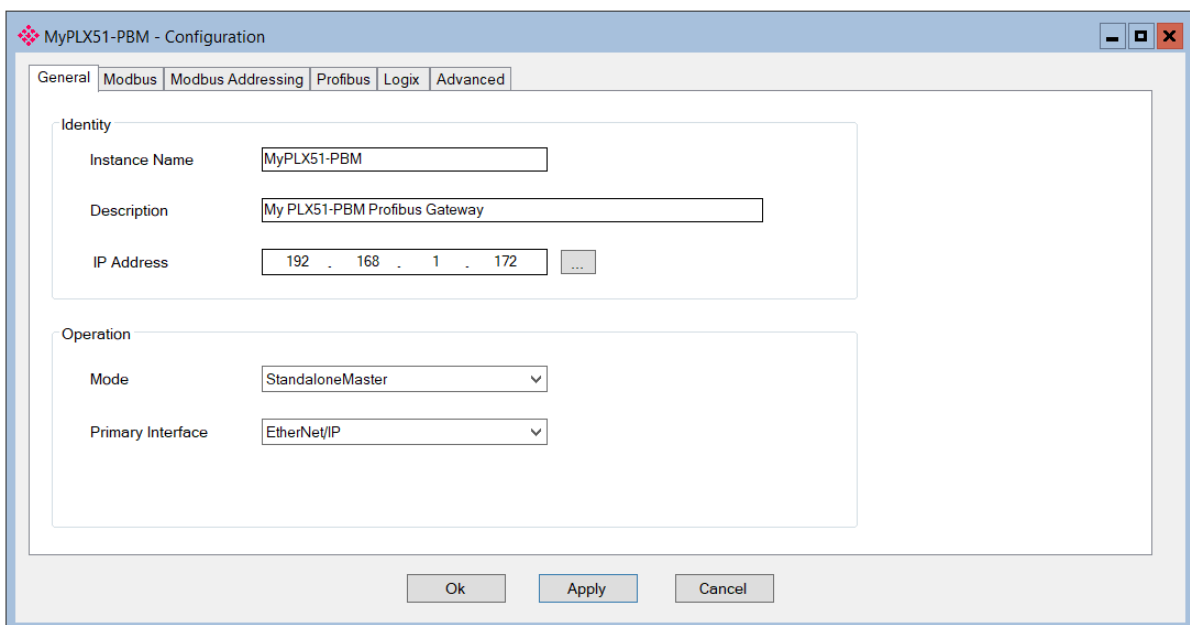 MyPLX51-PBM - Configuration
General Modbus Modbus Addressing Profibus Logix Advanced
Identity
Instance Name MyPLX51-PBM
Description My PLX51-PBM Profibus Gateway
IP Address 192 . 168 . 1 . 172 ...
Operation
Mode StandaloneMaster
Primary Interface EtherNet/IP
Ok Apply Cancel